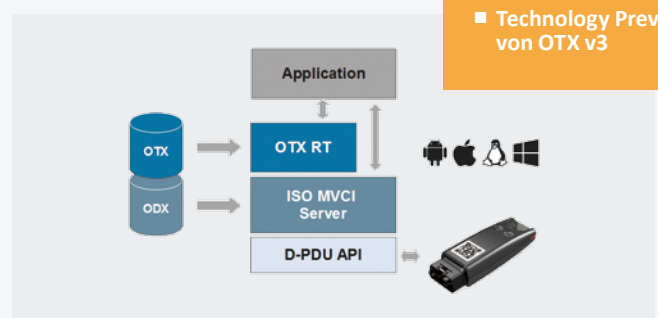 Technology Prev
von OTX v3
Application
OTX
OTX RT
ODX
ISO MVCI
Server
D-PDU API